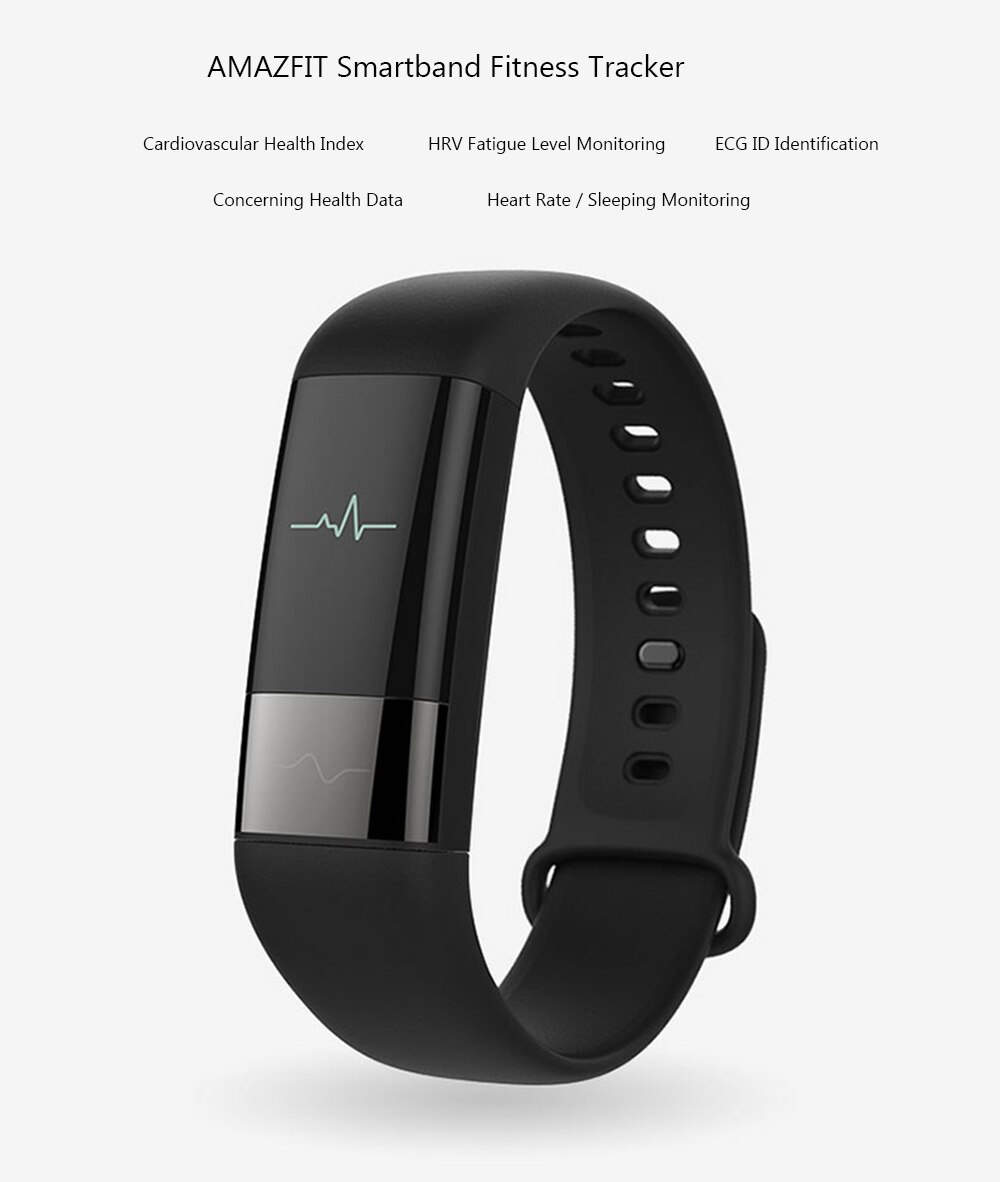 AMAZFIT Smartband Fitness Tracker
Cardiovascular Health Index HRV Fatigue Level Monitoring ECG ID Identification
Concerning Health Data Heart Rate / Sleeping Monitoring